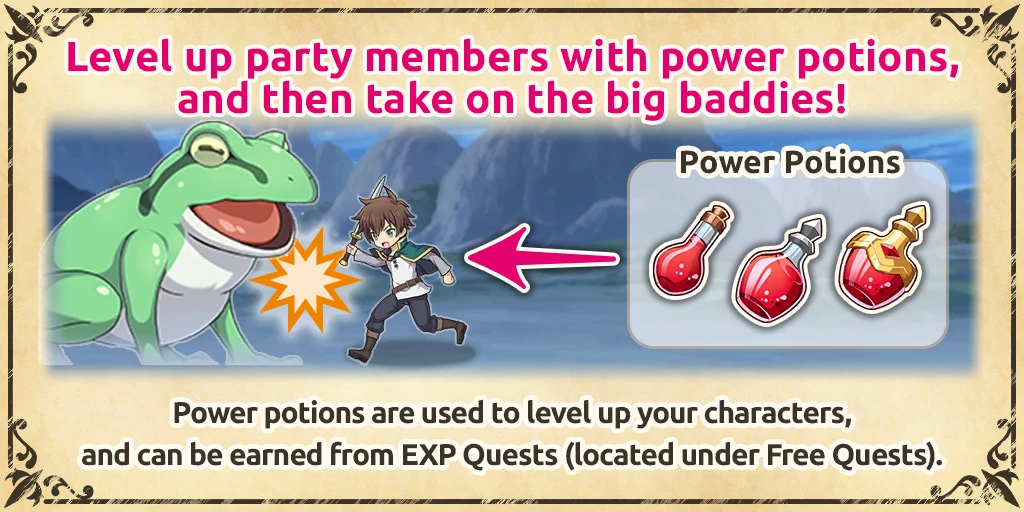 Level up party members with power potions,
and then take on the big baddies!
Power Potions
Power potions are used to level up your characters,
and can be earned from EXP Quests (located under Free Quests).